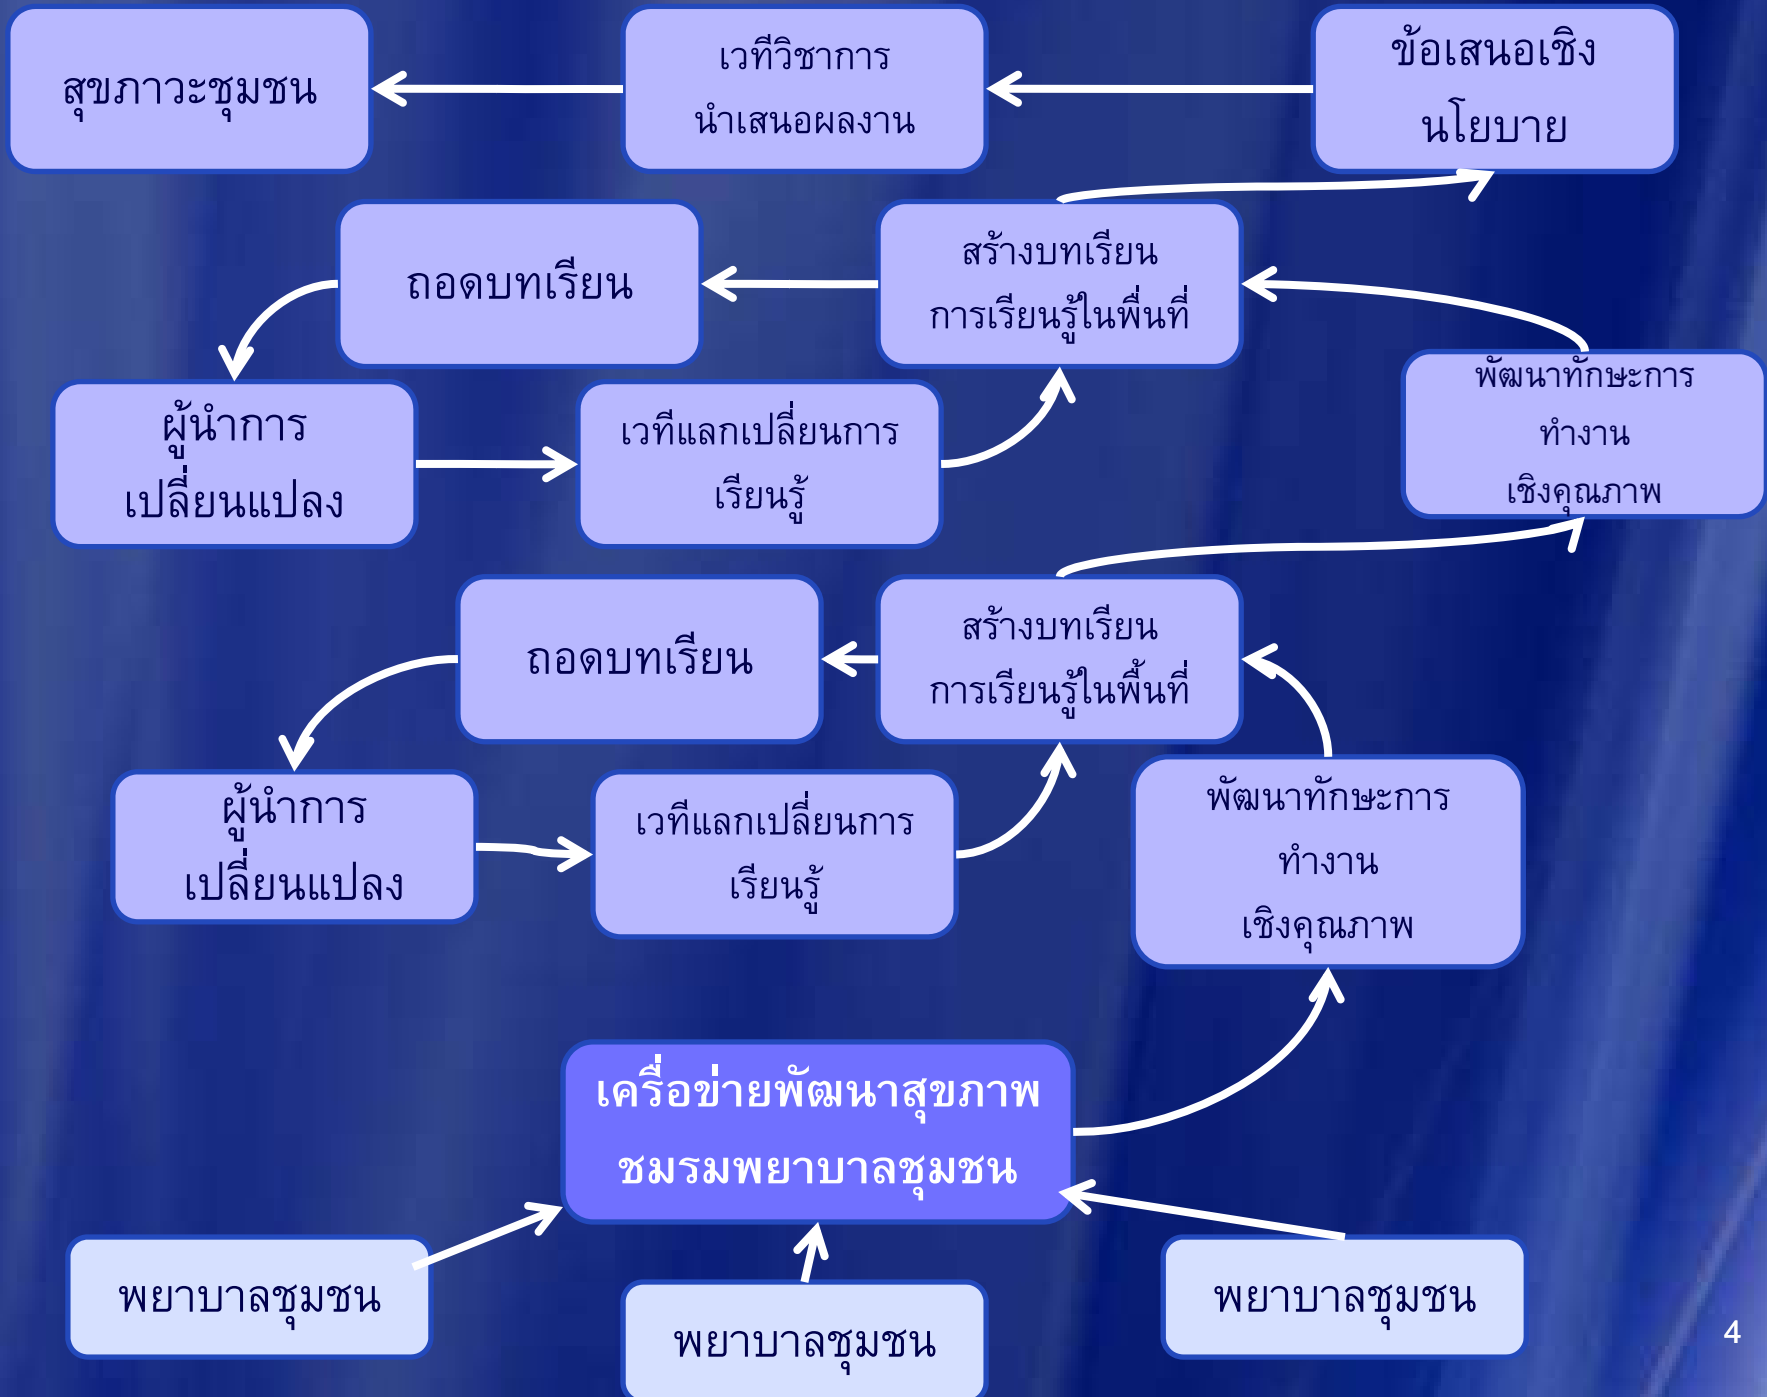 สุขภาวะชุมชน
เวทีวิชาการ
นำเสนอผลงาน
ข้อเสนอเชิง
นโยบาย
ถอดบทเรียน
สร้างบทเรียน
การเรียนรู้ในพื้นที่
ผู้นำการ
เปลี่ยนแปลง
เวทีแลกเปลี่ยนการ
เรียนรู้
พัฒนาทักษะการ
ทำงาน
เชิงคุณภาพ
ถอดบทเรียน
สร้างบทเรียน
การเรียนรู้ในพื้นที่
ผู้นำการ
เปลี่ยนแปลง
เวทีแลกเปลี่ยนการ
เรียนรู้
พัฒนาทักษะการ
ทำงาน
เชิงคุณภาพ
เครื่อข่ายพัฒนาสุขภาพ
ชมรมพยาบาลชุมชน
พยาบาลชุมชน
พยาบาลชุมชน
พยาบาลชุมชน
4